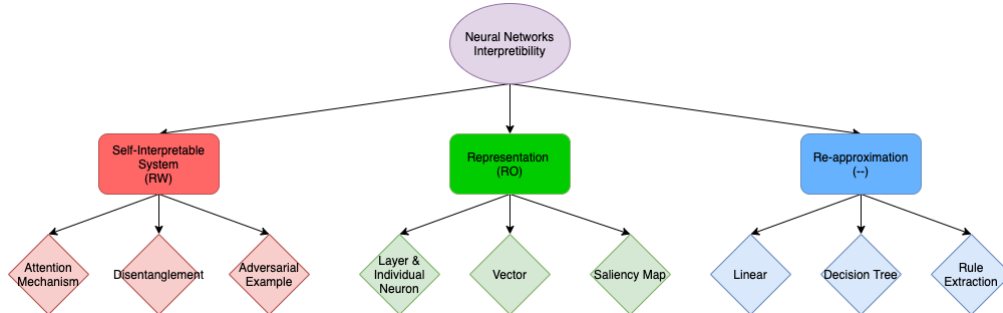 Neural Networks
Interpretibility
Self-Interpretable
System
(RW)
Representation
(RO)
Re-approximation
(--)
Attention
Mechanism
Disentanglement
Adversarial
Example
Layer &
Individual
Neuron
Vector
Saliency Map
Linear
Decision Tree
Rule
Extraction